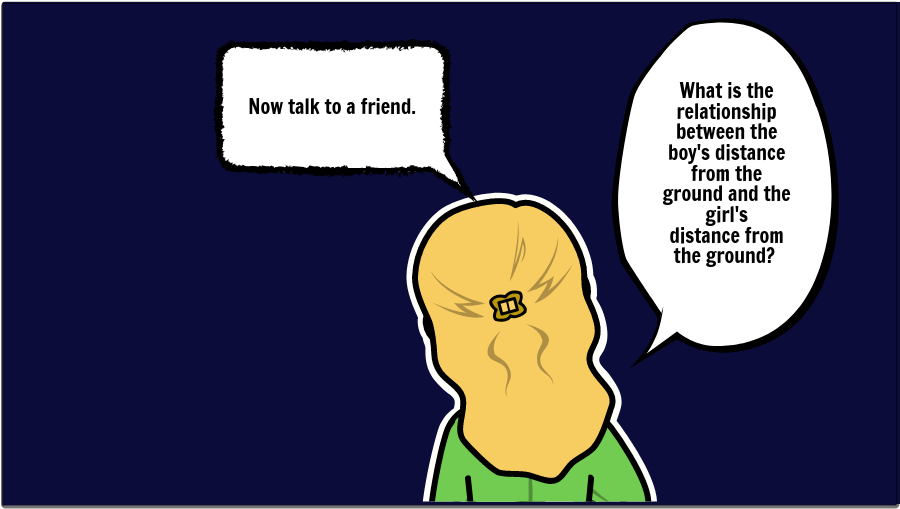 Now talk to a friend.
What is the
relationship
between the
boy's distance
from the
ground and the
girl's
distance from
the ground?